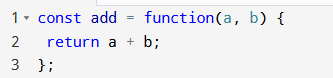 1 const add = function(a, b) {
2  return a + b;
3 };